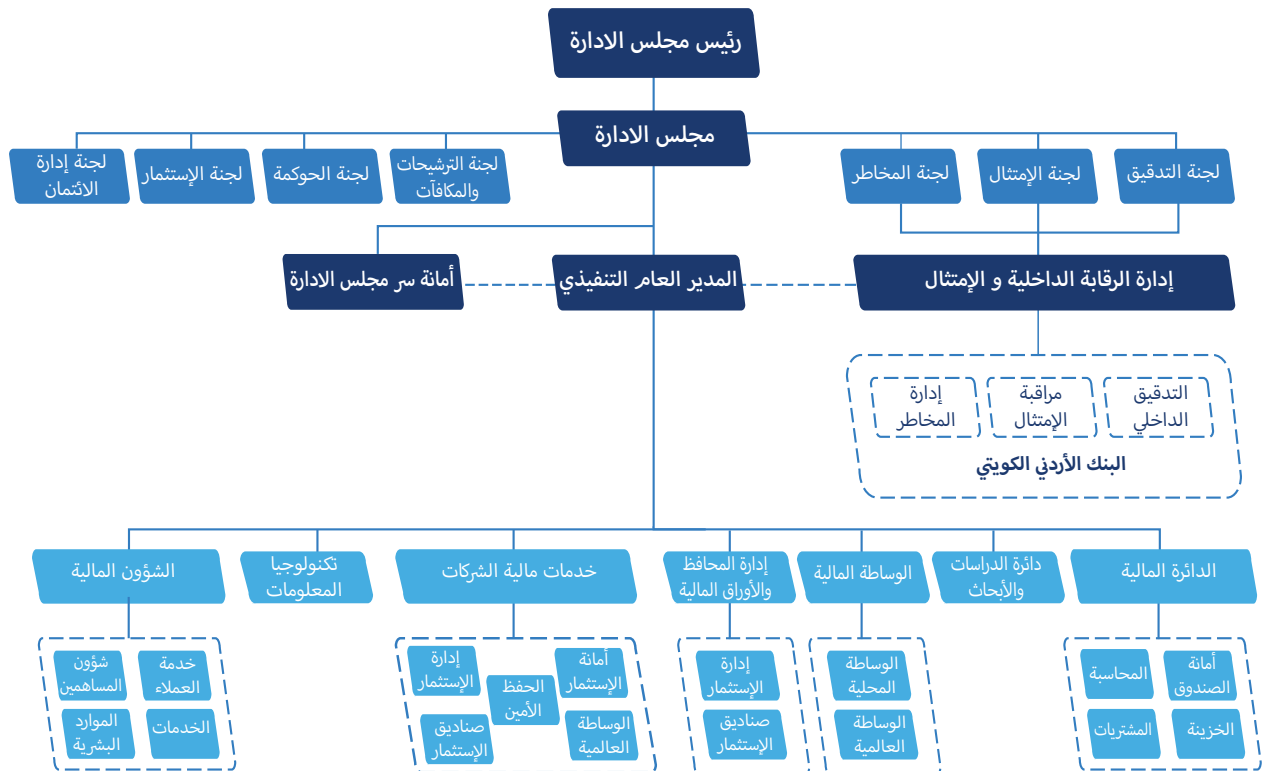 رئيس مجلس الادارة
مجلس الادارة
لجنة التدقيق
لجنة الإمتثال
لجنة المخاطر
لجنة الترشيحات
والمكافآت
لجنة الحوكمة
لجنة الإستثمار
لجنة إدارة
الائتمان
إدارة الرقابة الداخلية و الإمتثال
المدير العام التنفيذي
أمانة سر مجلس الادارة
التدقيق
الداخلي
مراقبة
الإمتثال
إدارة
المخاطر
البنك الأردني الكويتي
الدائرة المالية
دائرة الدراسات
والأبحاث
الوساطة المالية
إدارة المحافظ
والأوراق المالية
خدمات مالية الشركات
تكنولوجيا
المعلومات
الشؤون المالية
أمانة
الصندوق
المحاسبة
الخزينة
المشتريات
الوساطة
المحلية
الوساطة
العالمية
إدارة
الإستثمار
صناديق
الإستثمار
أمانة
الإستثمار
الحفظ
الأمين
إدارة
الإستثمار
الوساطة
العالمية
صناديق
الإستثمار
خدمة
العملاء
شؤون
المساهمين
الخدمات
الموارد
البشرية